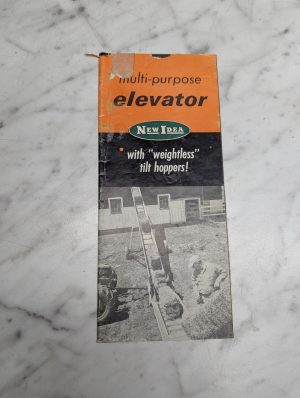 multi-purpose
elevator
NEW IDEA
with "weightless"
tilt hoppers!